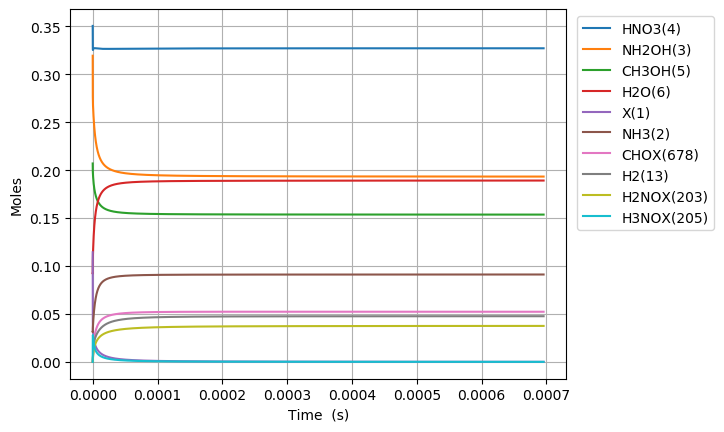 0.35
0.30
0.25
0.20
0.15
0.10
0.05
0.00
Moles
0.0000 0.0001 0.0002 0.0003 0.0004 0.0005 0.0006 0.0007
Time (s)
HNO3(4)
NH2OH(3)
CH3OH(5)
H2O(6)
X(1)
NH3(2)
CHOX(678)
H2(13)
H2NOX(203)
H3NOX(205)